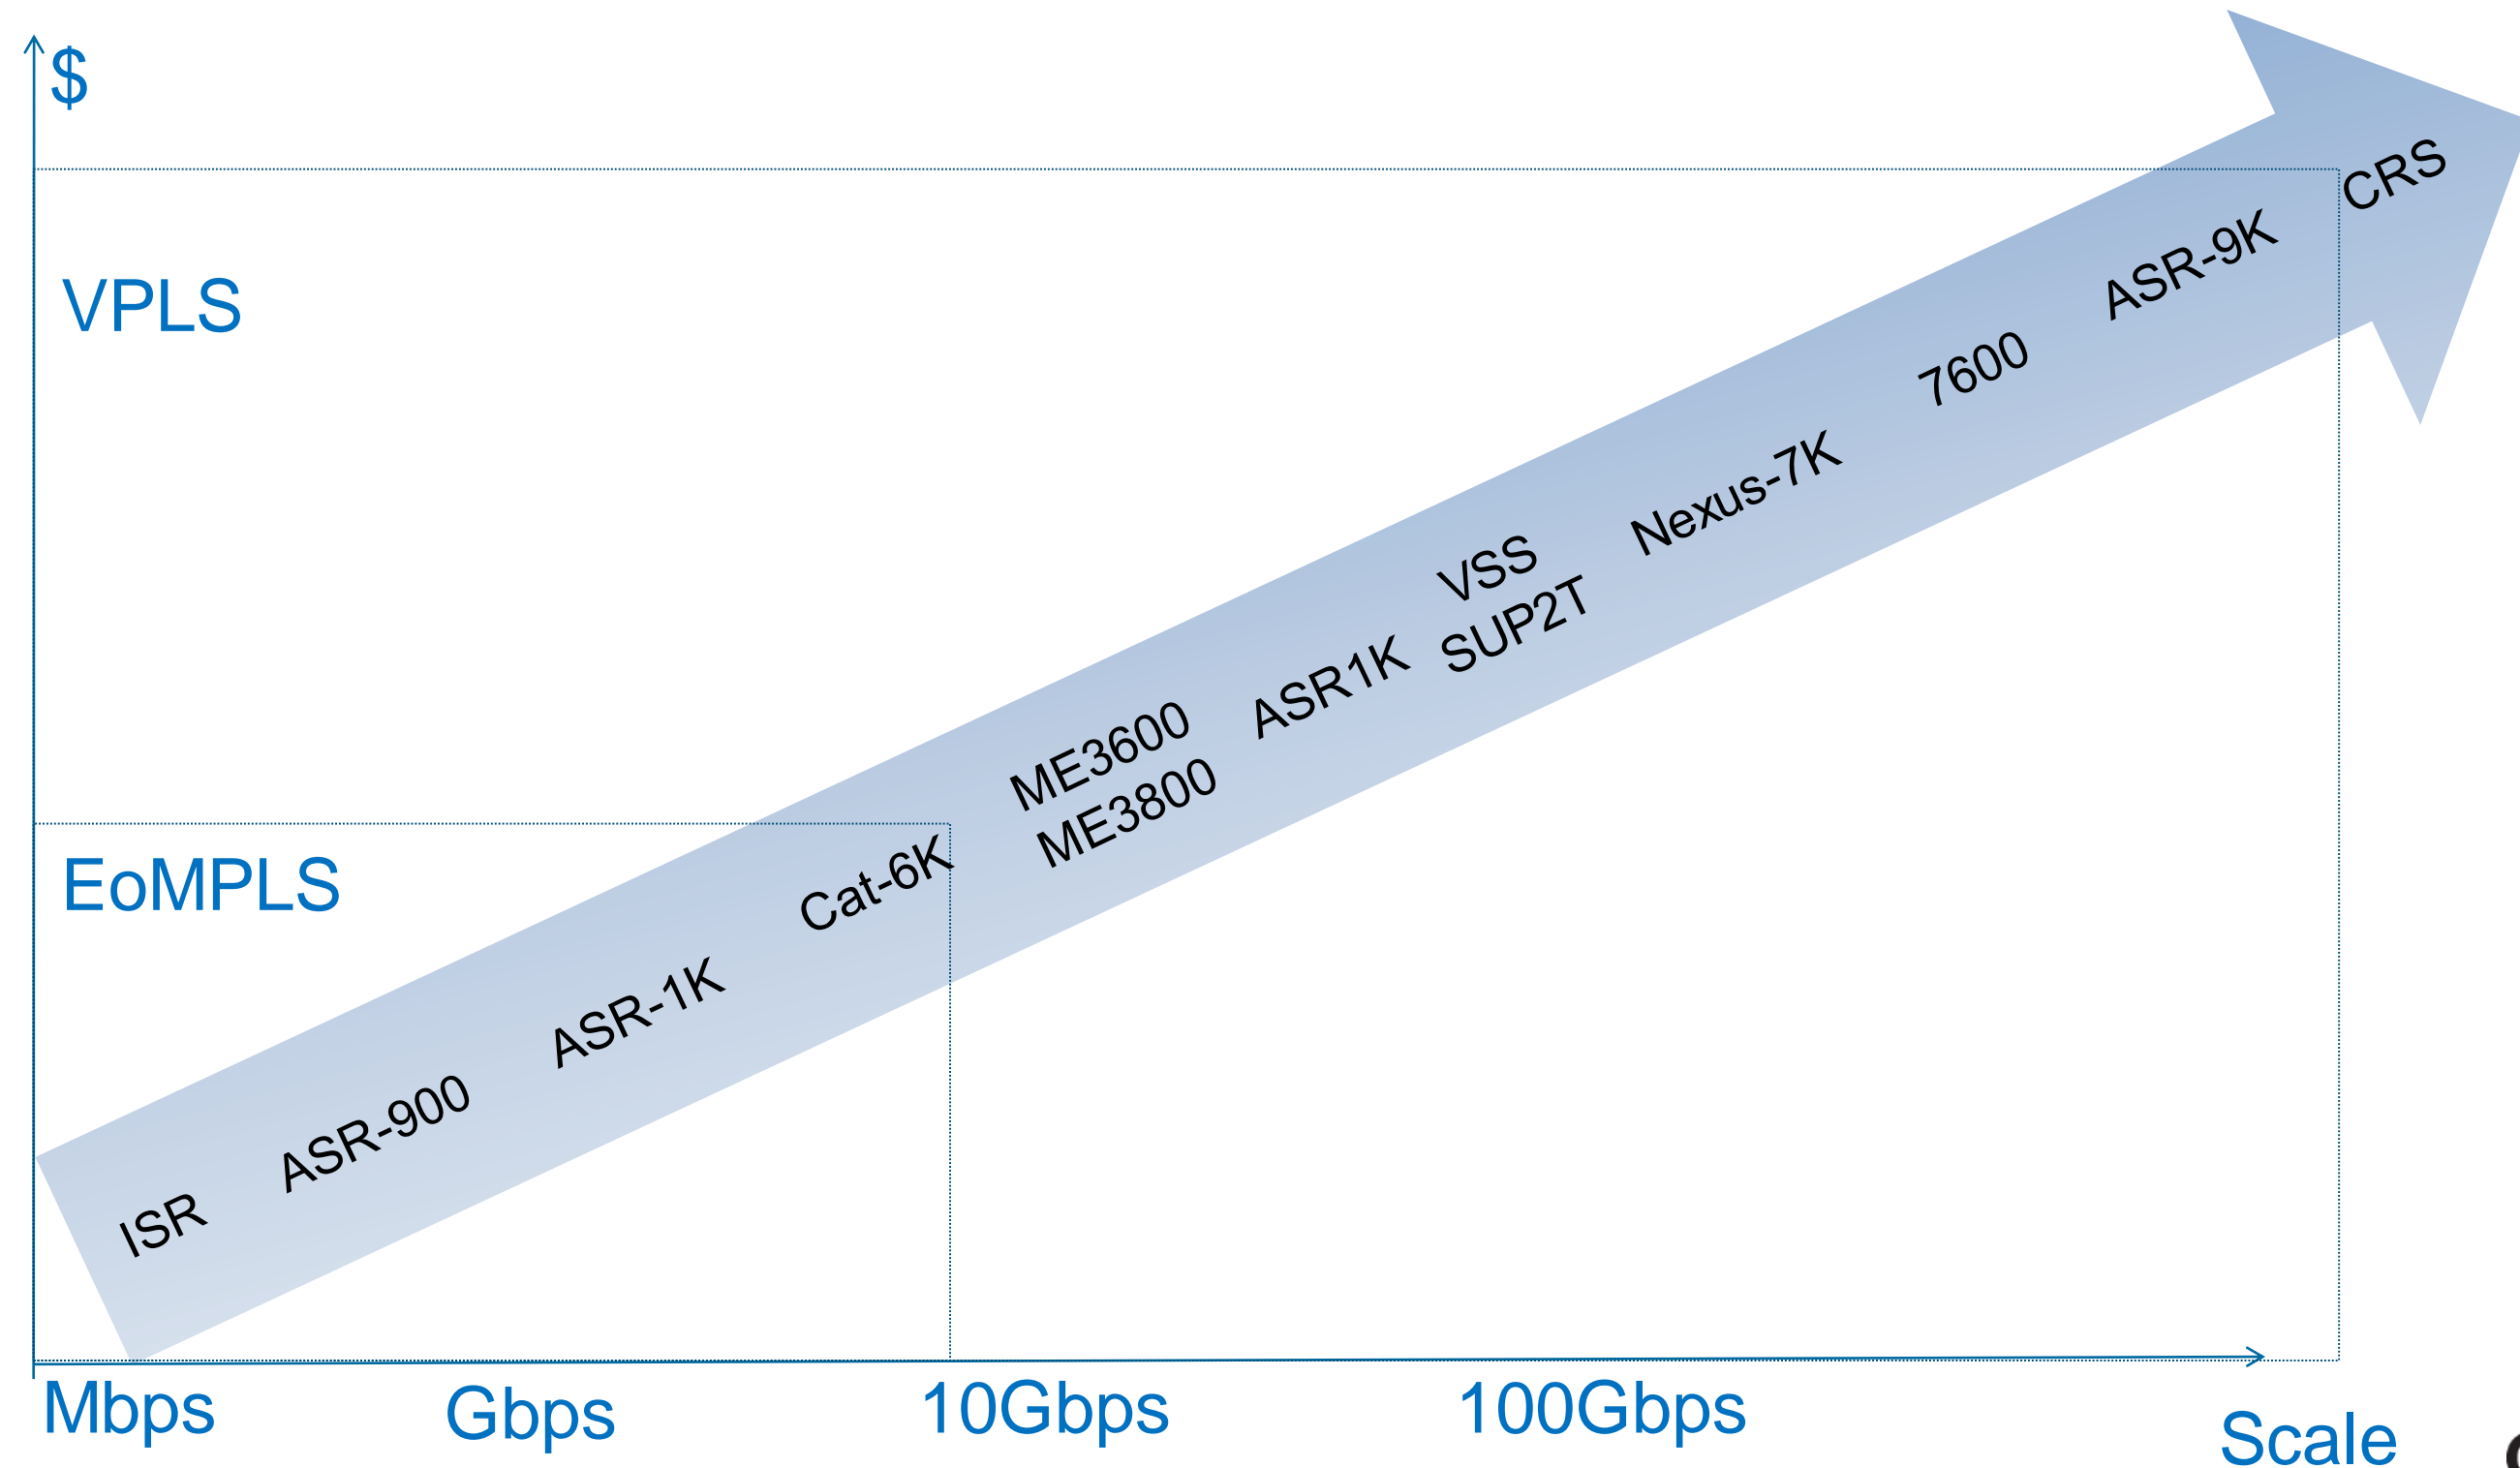 $
CRS
ASR-9K
VPLS
7600
Nexus-7K
VSS
SUP2T
ASR1K
ME3600
ME3800
Cat-6K
EoMPLS
ASR-1K
ASR-900
ISR
Mbps
Gbps
10Gbps
100Gbps
Scale